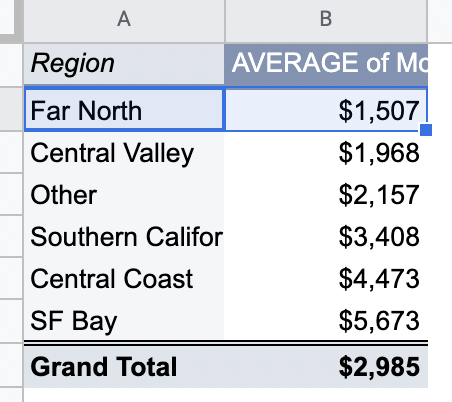 A B
Region AVERAGE of Mo
Far North $1,507
Central Valley $1,968
Other $2,157
Southern Califor $3,408
Central Coast $4,473
SF Bay $5,673
Grand Total $2,985